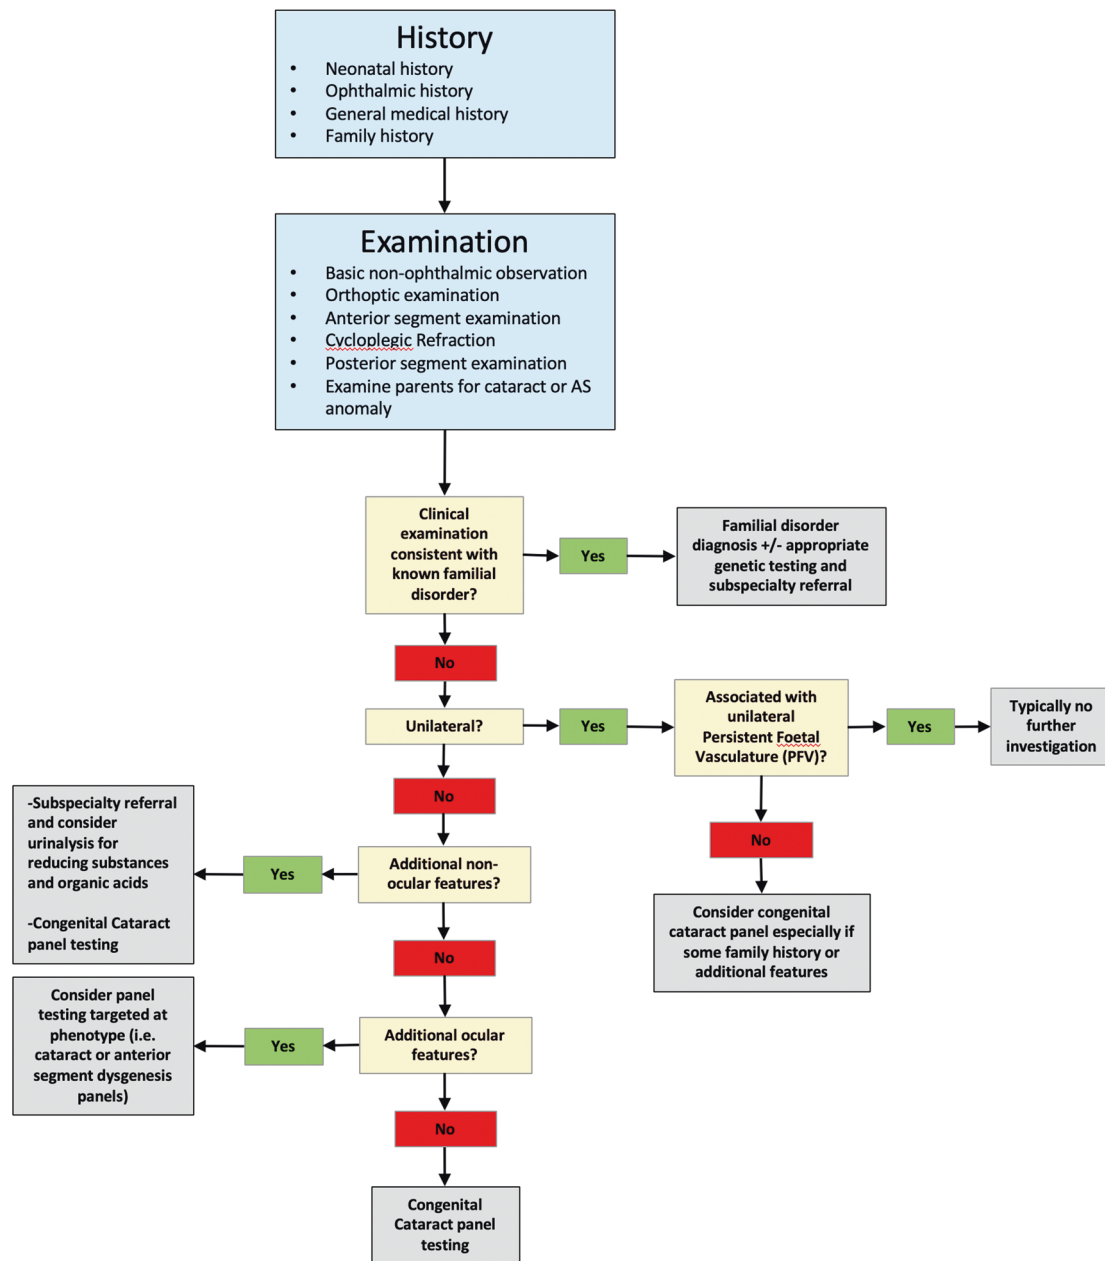 History
• Neonatal history
• Ophthalmic history
• General medical history
• Family history
Examination
• Basic non-ophthalmic observation
• Orthoptic examination
• Anterior segment examination
• Cycloplegic Refraction
• Posterior segment examination
• Examine parents for cataract or AS
anomaly
Clinical
examination
consistent with
known familial
disorder?
Yes
Familial disorder
diagnosis +/- appropriate
genetic testing and
subspecialty referral
No
Unilateral?
Yes
Associated with
unilateral
Persistent Foetal
Vasculature (PFV)?
Yes
Typically no
further
investigation
No
Consider congenital
cataract panel especially if
some family history or
additional features
No
Additional non-
ocular features?
Yes
-Subspecialty referral
and consider
urinalysis for
reducing substances
and organic acids
-Congenital Cataract
panel testing
No
Additional ocular
features?
Yes
Consider panel
testing targeted at
phenotype (i.e.
cataract or anterior
segment dysgenesis
panels)
No
Congenital
Cataract panel
testing